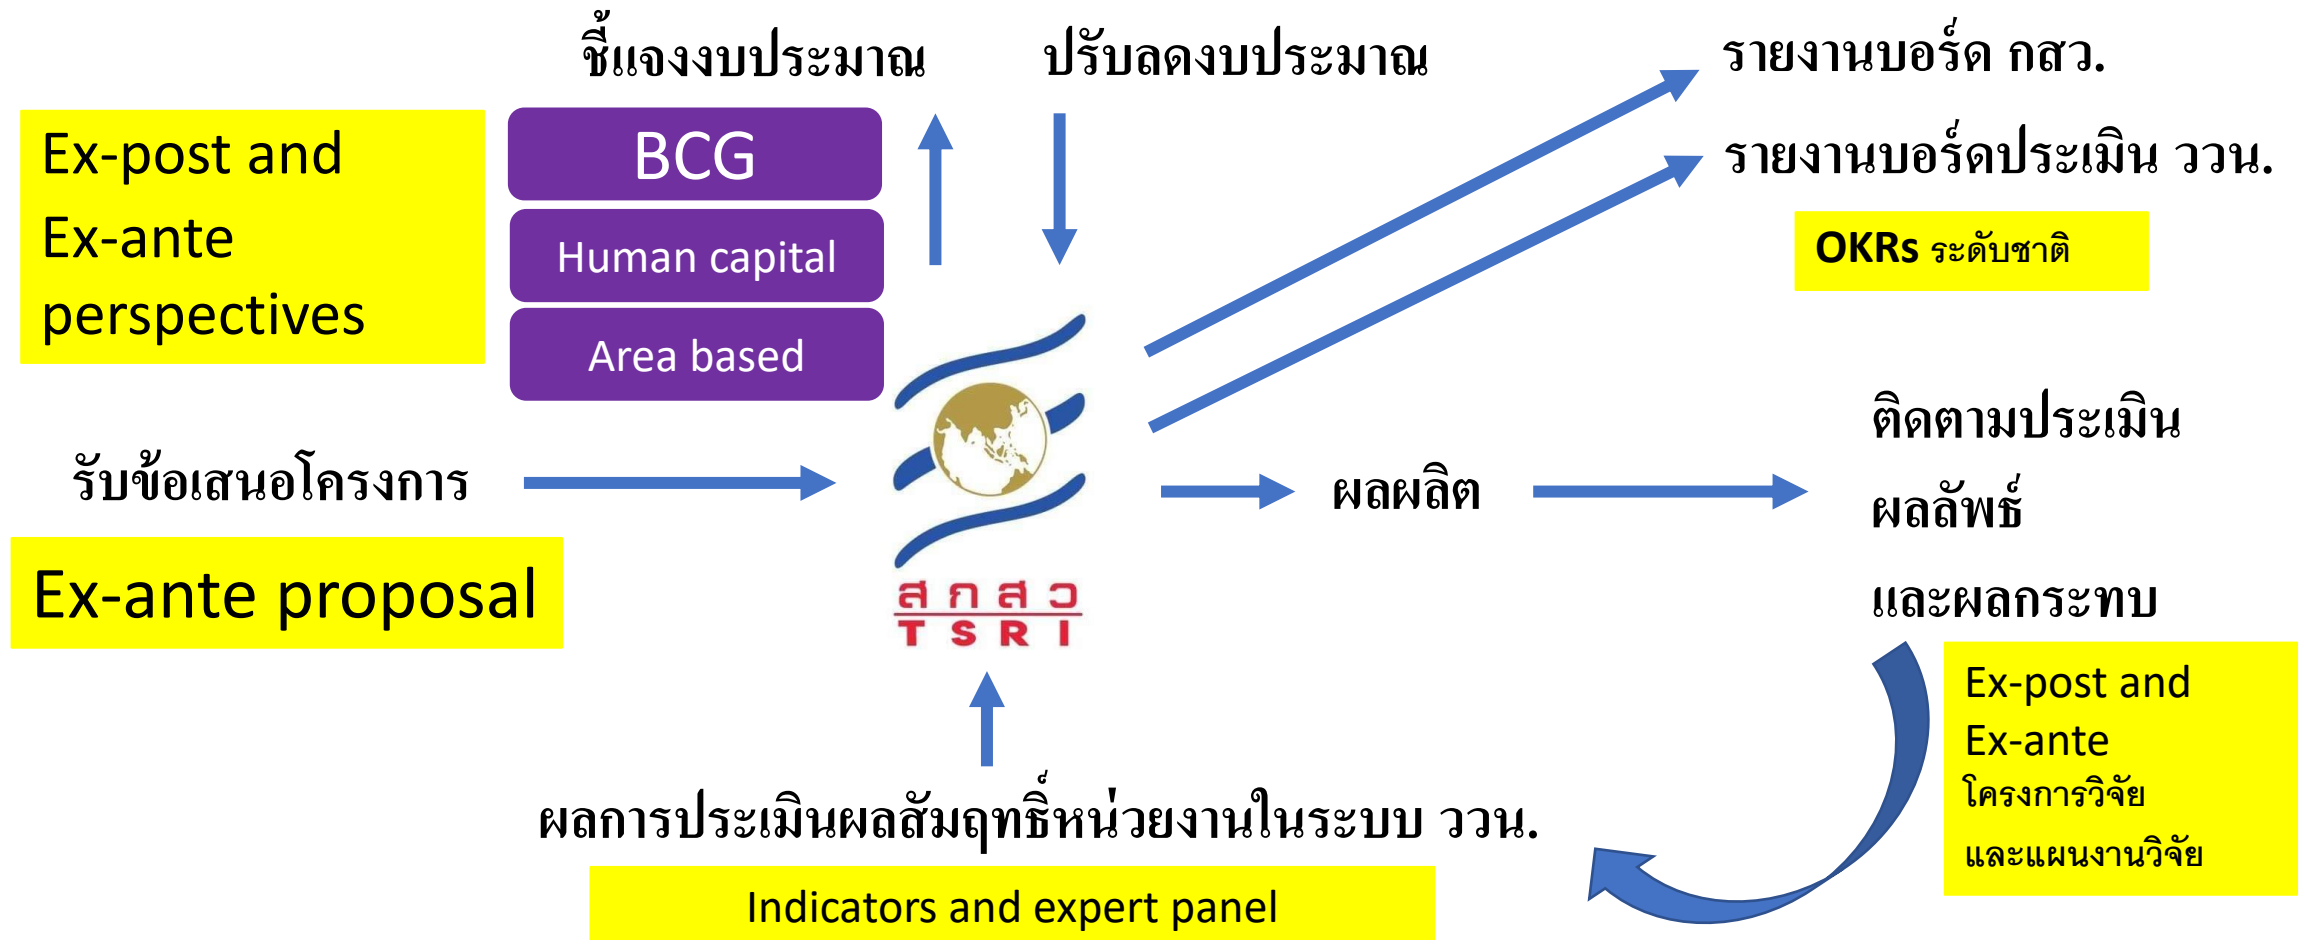 ชี้แจงงบประมาณ
ปรับลดงบประมาณ
รายงานบอร์ด กสว.
รายงานบอร์ดประเมิน ววน.
OKRs ระดับชาติ
Ex-post and
Ex-ante
perspectives
BCG
Human capital
Area based
รับข้อเสนอโครงการ
Ex-ante proposal
สกสว
TSRI
ผลผลิต
ติดตามประเมิน
ผลลัพธ์
และผลกระทบ
Ex-post and
Ex-ante
โครงการวิจัย
และแผนงานวิจัย
ผลการประเมินผลสัมฤทธิ์หน่วยงานในระบบ ววน.
Indicators and expert panel